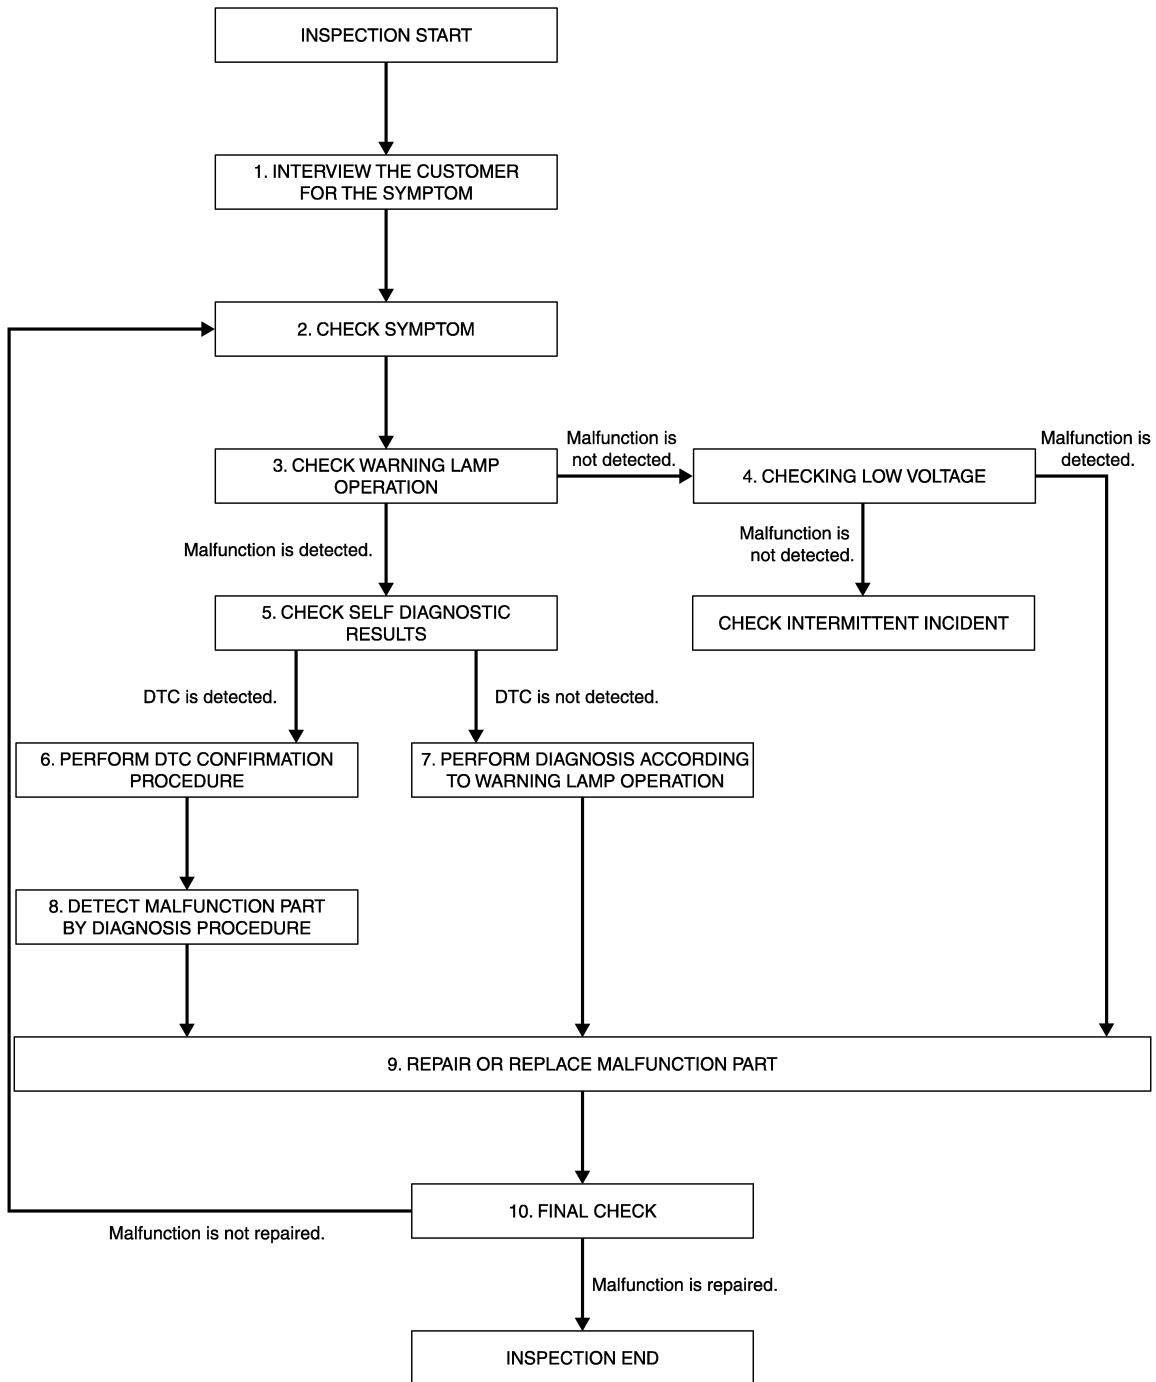 INSPECTION START
1. INTERVIEW THE CUSTOMER
FOR THE SYMPTOM
2. CHECK SYMPTOM
3. CHECK WARNING LAMP
OPERATION
Malfunction is
not detected.
4. CHECKING LOW VOLTAGE
Malfunction is
detected.
Malfunction is detected.
Malfunction is
not detected.
5. CHECK SELF DIAGNOSTIC
RESULTS
CHECK INTERMITTENT INCIDENT
DTC is detected.
DTC is not detected.
6. PERFORM DTC CONFIRMATION
PROCEDURE
7. PERFORM DIAGNOSIS ACCORDING
TO WARNING LAMP OPERATION
8. DETECT MALFUNCTION PART
BY DIAGNOSIS PROCEDURE
9. REPAIR OR REPLACE MALFUNCTION PART
10. FINAL CHECK
Malfunction is not repaired.
Malfunction is repaired.
INSPECTION END